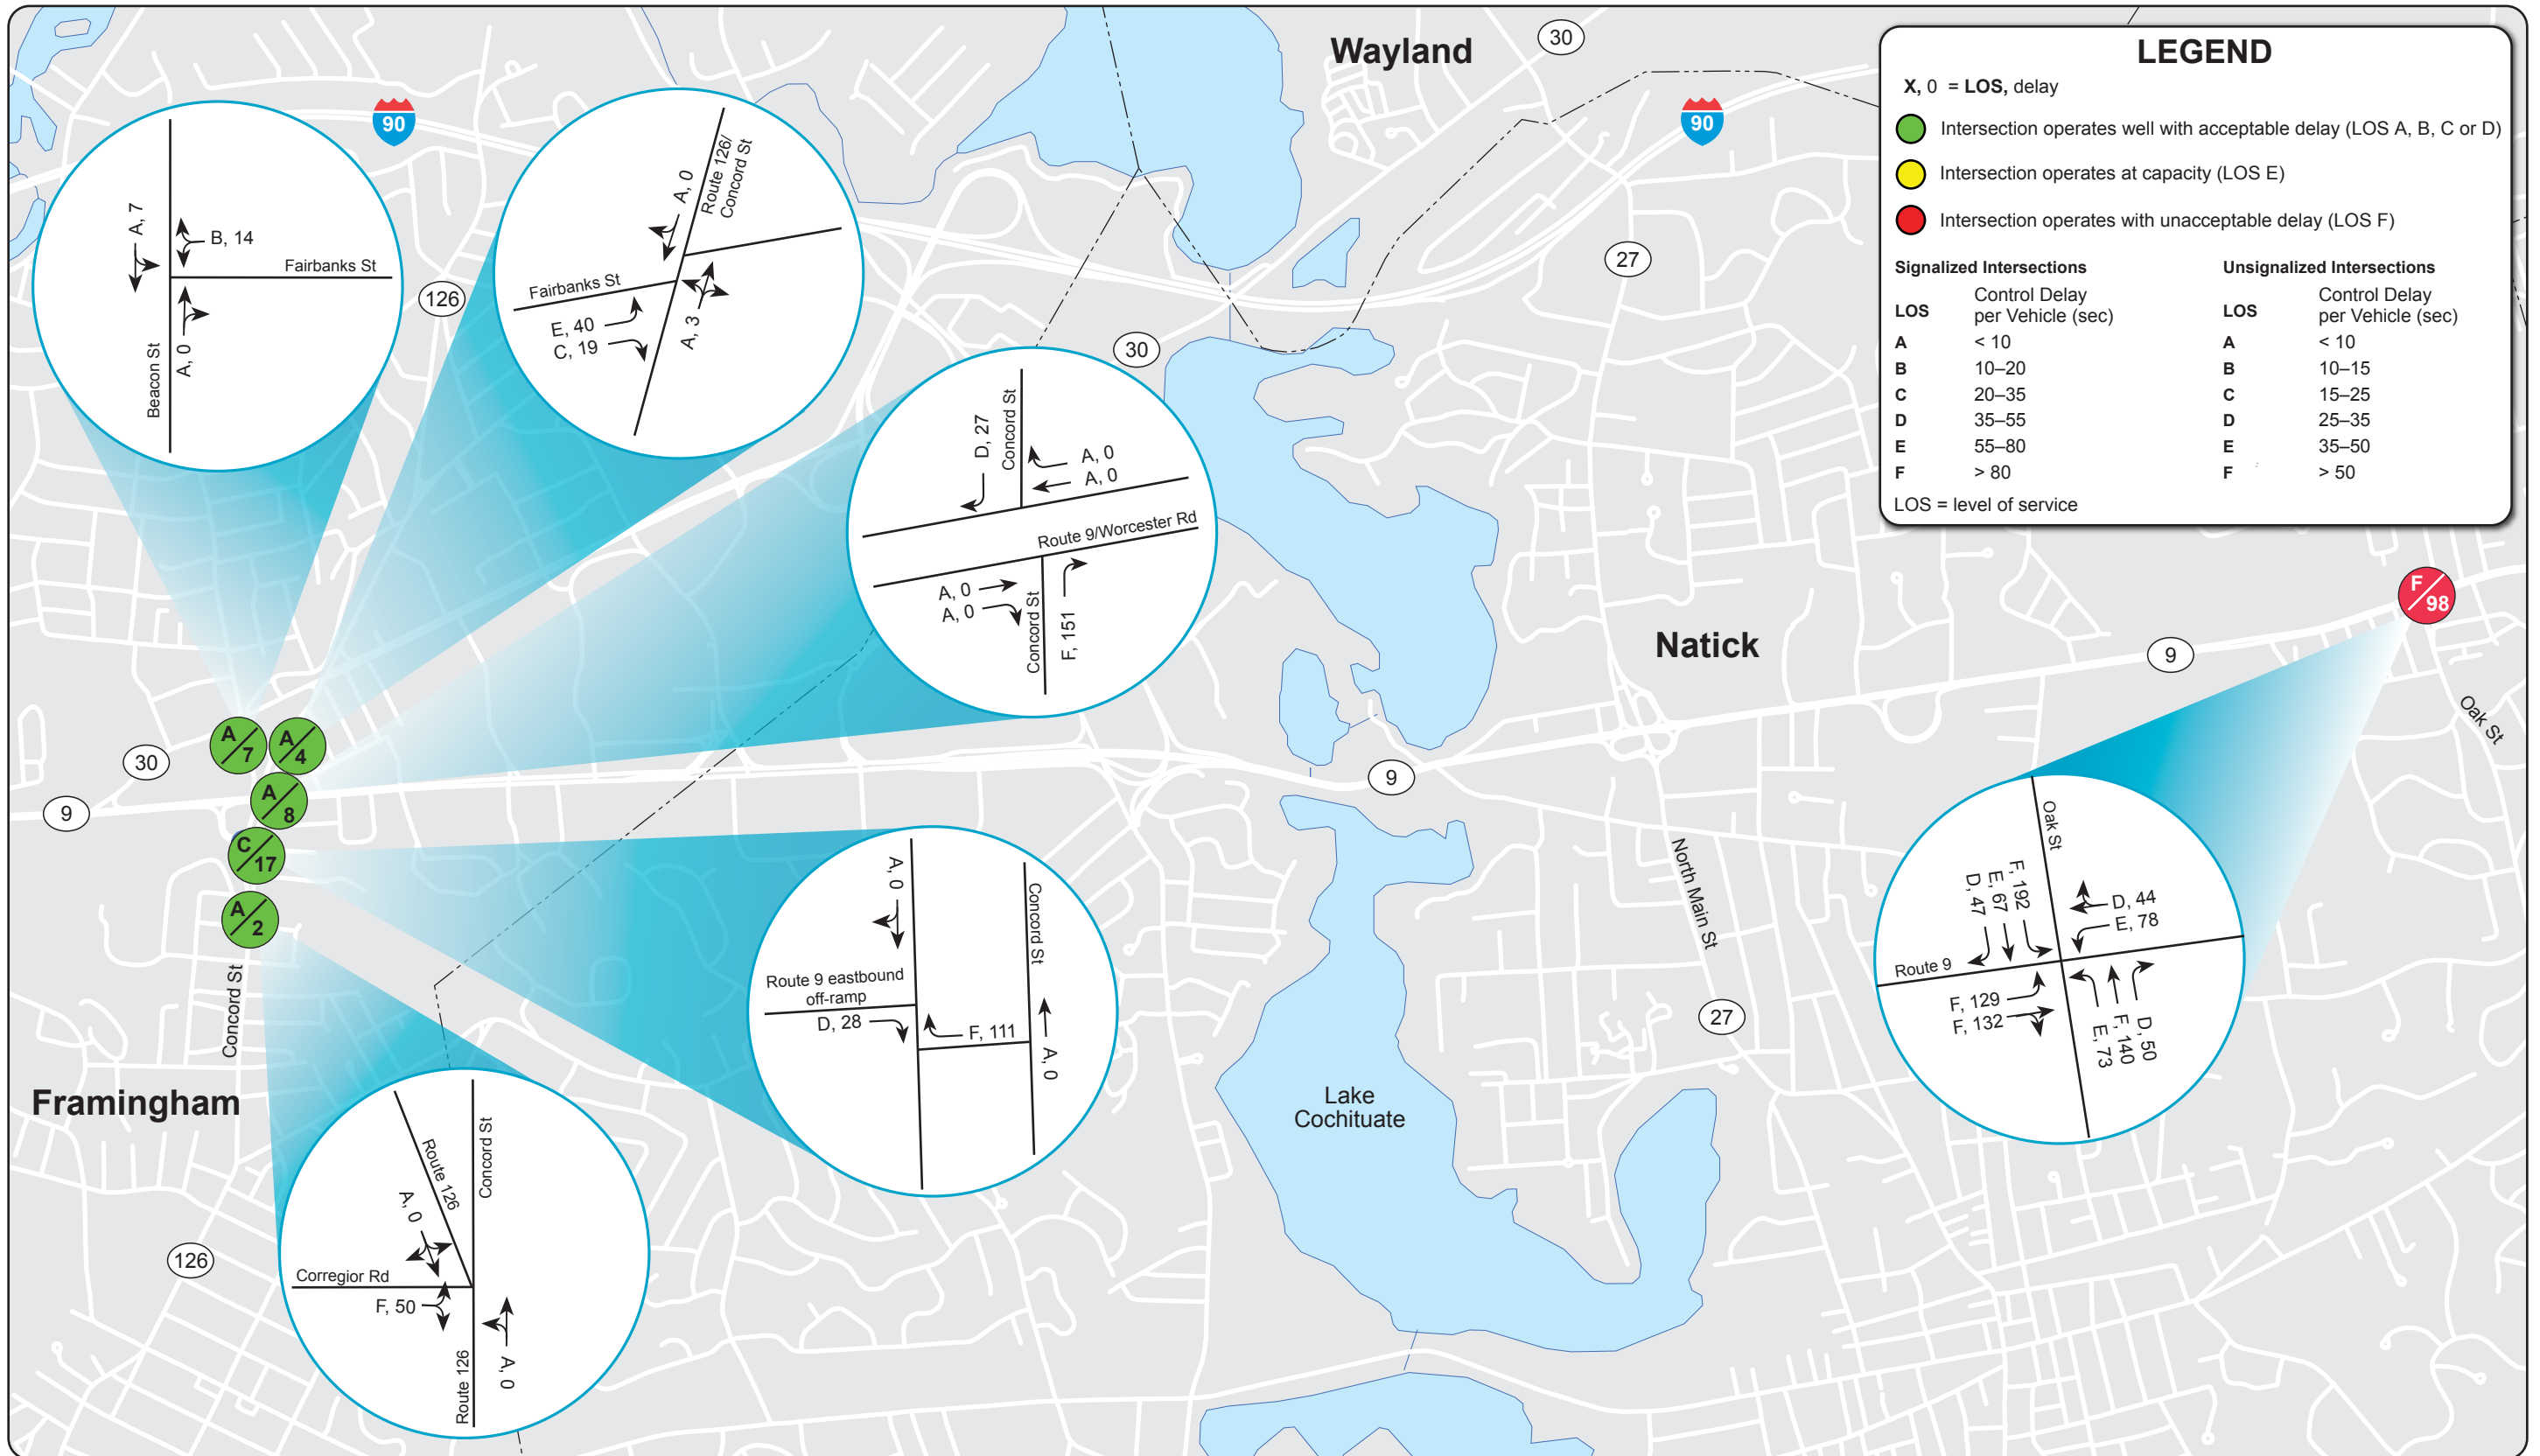 Wayland
30
90
90
27
126
30
30
9
9
9
Natick
Oak St
North Main St
27
Lake
Cochituate
Framingham
Concord St
126
LEGEND
X, 0 = LOS, delay
Intersection operates well with acceptable delay (LOS A, B, C or D)
Intersection operates at capacity (LOS E)
Intersection operates with unacceptable delay (LOS F)
Signalized Intersections
LOS Control Delay per Vehicle (sec)
A < 10
B 10–20
C 20–35
D 35–55
E 55–80
F > 80
Unsignalized Intersections
LOS Control Delay per Vehicle (sec)
A < 10
B 10–15
C 15–25
D 25–35
E 35–50
F > 50
LOS = level of service
A, 7
B, 14
Fairbanks St
Beacon St
A, 0
A, 0
Route 126/
Concord St
Fairbanks St
E, 40
C, 19
A, 3
D, 27
Concord St
A, 0
A, 0
Route 9/Worcester Rd
A, 0
A, 0
Concord St
F, 151
A/7
A/4
A/8
C/17
A/2
F/98
A, 0
Concord St
Route 9 eastbound
off-ramp
D, 28
F, 111
A, 0
Route 126
Concord St
A, 0
Corregior Rd
F, 50
Route 126
A, 0
Oak St
F, 192
E, 67
D, 47
D, 44
E, 78
Route 9
F, 129
F, 132
E, 73
F, 140
D, 50